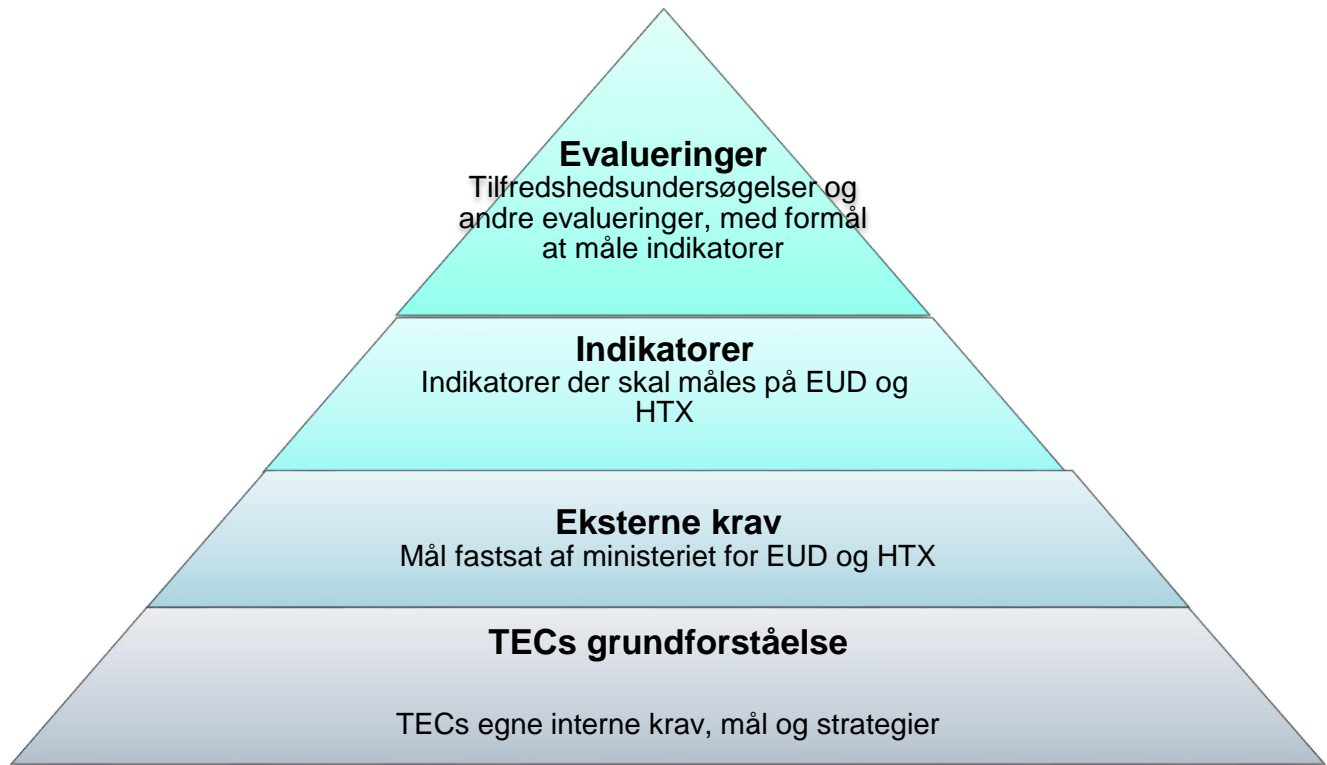 Evalueringer
Tilfredshedsundersøgelser og
andre evalueringer, med formål
at måle indikatorer
Indikatorer
Indikatorer der skal måles på EUD og
HTX
Eksterne krav
Mål fastsat af ministeriet for EUD og HTX
TECs grundforståelse
TECs egne interne krav, mål og strategier